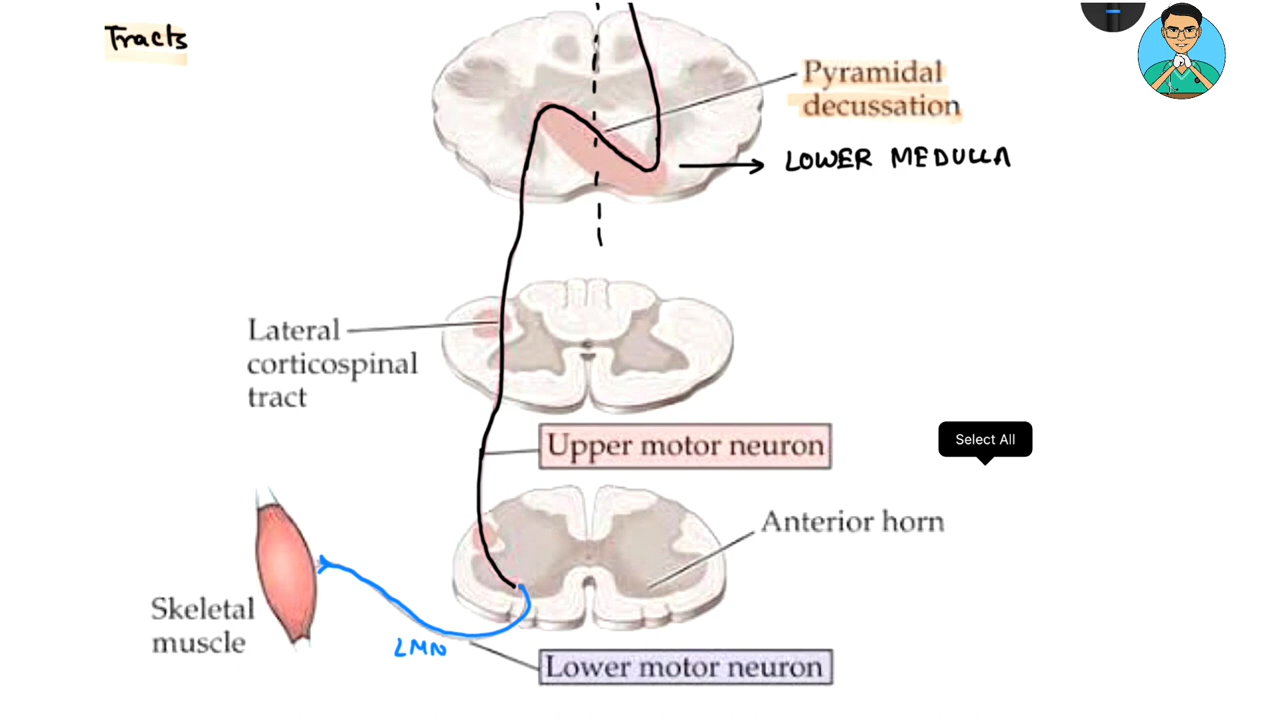 Tracts
Pyramidal
decussation
LOWER MEDULLA
Lateral
corticospinal
tract
Upper motor neuron
Select All
Anterior horn
Skeletal
muscle
LMN
Lower motor neuron